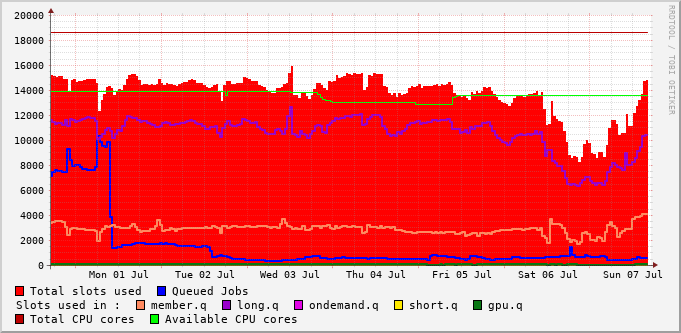 20000
18000
16000
14000
12000
10000
8000
6000
4000
2000
0
Mon 01 Jul Tue 02 Jul Wed 03 Jul Thu 04 Jul Fri 05 Jul Sat 06 Jul Sun 07 Jul
Total slots used Queued Jobs
Slots used in : member.q long.q ondemand.q short.q gpu.q
Total CPU cores Available CPU cores
RRDTOOL / TOBI OETIKER